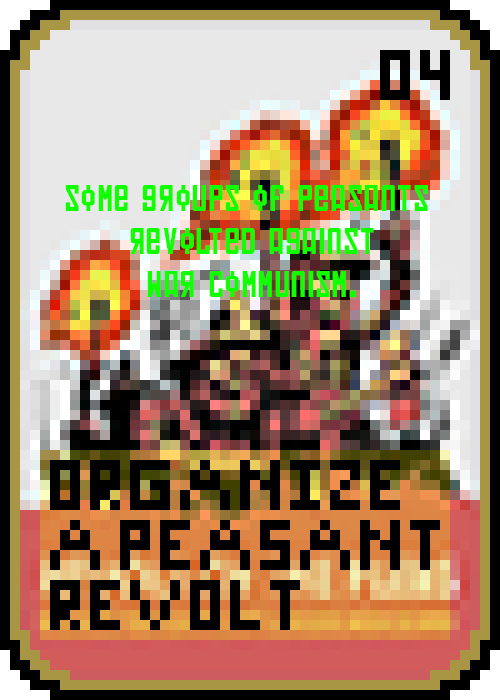 04
SOME GROUPS OF PEASANTS
REVOLTED AGAINST
WAR COMMUNISM.
ORGANIZE
A PEASANT
REVOLT